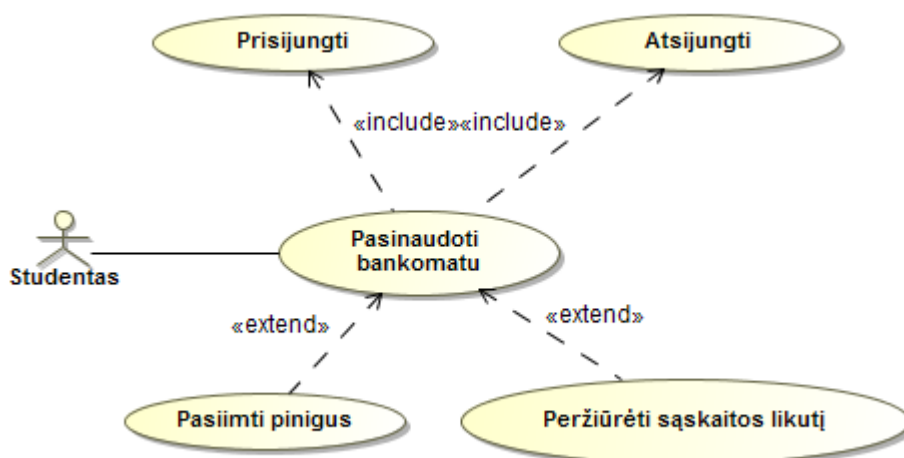 Prisijungti
Atsijungti
«include»«include»
Pasinaudoti
bankomatu
Studentas
«extend»
«extend»
Pasiimti pinigus
Peržiūrėti sąskaitos likutį